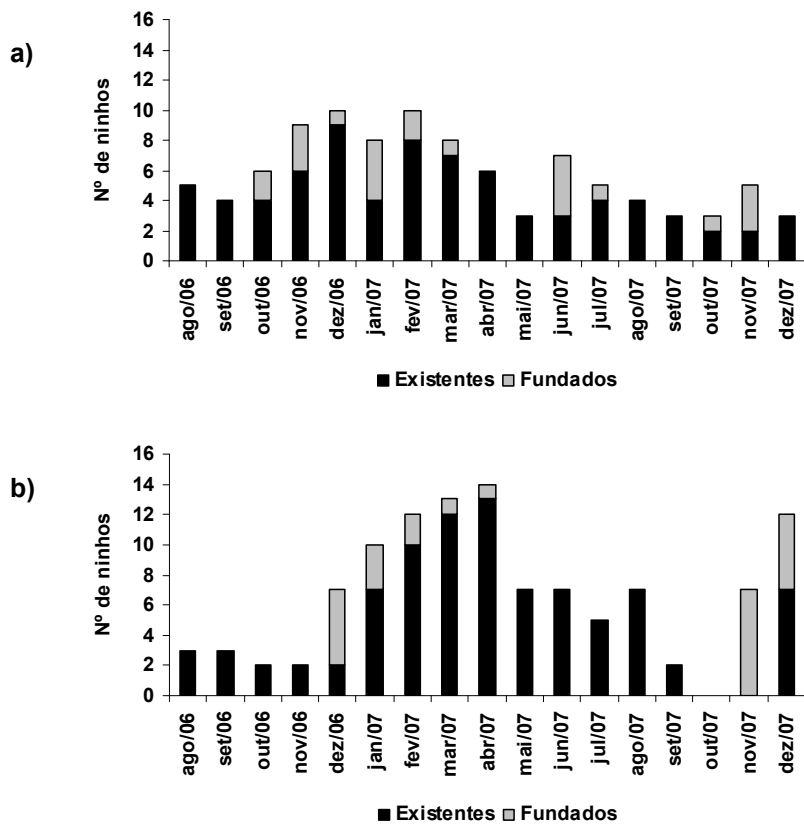 a)
Nº de ninhos
16
14
12
10
8
6
4
2
0
ago/06
set/06
out/06
nov/06
dez/06
jan/07
fev/07
mar/07
abr/07
mai/07
jun/07
jul/07
ago/07
set/07
out/07
nov/07
dez/07
Existentes Fundados
b)
Nº de ninhos
16
14
12
10
8
6
4
2
0
ago/06
set/06
out/06
nov/06
dez/06
jan/07
fev/07
mar/07
abr/07
mai/07
jun/07
jul/07
ago/07
set/07
out/07
nov/07
dez/07
Existentes Fundados